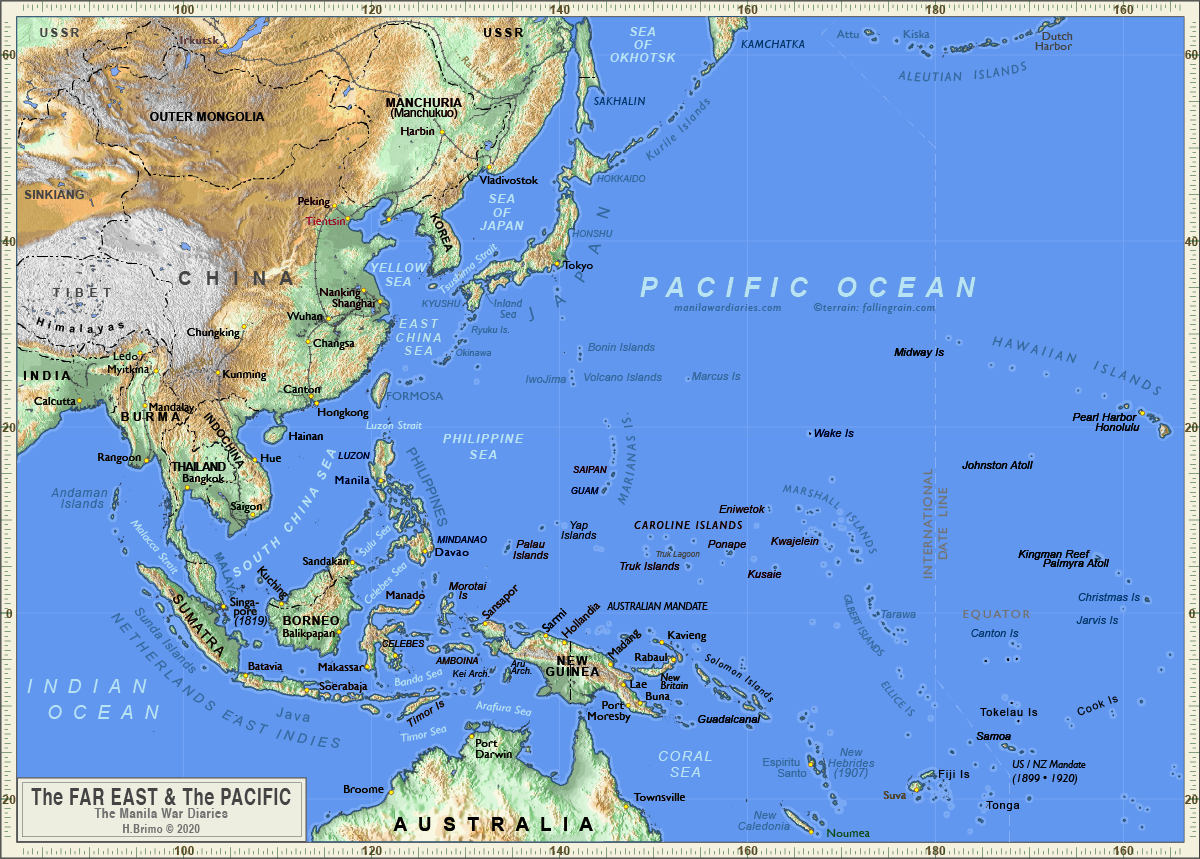 100
120
140
160
180
160
USSR
Irkutsk
USSR
SEA
OF
OKHOTSK
KAMCHATKA
Attu
Kiska
Dutch
Harbor
ALEUTIAN ISLANDS
60
60
OUTER MONGOLIA
MANCHURIA
(Manchukuo)
Harbin
SAKHALIN
Kurile Islands
Vladivostok
HOKKAIDO
SINKIANG
Peking
Tientsin
SEA
OF
JAPAN
KOREA
HONSHU
JAPAN
40
40
Tokyo
CHINA
TIBET
Himalayas
YELLOW
SEA
Tsushima Strait
Nanking
Shanghai
KYUSHU
Inland
Sea
PACIFIC OCEAN
manilawardiaries.com
©terrain: fallingrain.com
Wuhan
Chungking
Changsa
EAST
CHINA
SEA
Ryuku Is.
Okinawa
Bonin Islands
Midway Is
HAWAIIAN ISLANDS
Ledo
Myitkina
INDIA
Kunming
IwoJima
Volcano Islands
Marcus Is
Calcutta
Mandalay
BURMA
Canton
Hongkong
FORMOSA
Pearl Harbor
Honolulu
20
20
INDOCHINA
Hainan
Luzon Strait
PHILIPPINE
SEA
MARIANAS IS
Wake Is
Rangoon
THAILAND
Bangkok
Hue
LUZON
Manila
PHILIPPINES
SAIPAN
GUAM
Johnston Atoll
Andaman
Islands
Saigon
SOUTH CHINA SEA
MARSHALL ISLANDS
INTERNATIONAL
DATE LINE
Eniwetok
Yap
Islands
CAROLINE ISLANDS
Malacca Strait
MALAYA
Sulu Sea
MINDANAO
Davao
Palau
Islands
Truk Lagoon
Truk Islands
Ponape
Kwajelein
Kusaie
Kingman Reef
Palmyra Atoll
Sandakan
Kuching
Celebes Sea
Morotai
Is
Sansapor
Manado
Christmas Is
Jarvis Is
SUMATRA
Singa-
pore
(1819)
BORNEO
Balikpapan
AUSTRALIAN MANDATE
GILBERT ISLANDS
Tarawa
EQUATOR
Canton Is
0
0
Sunda Islands
NETHERLANDS EAST INDIES
CELEBES
AMBOINA
Kei Arch.
Aru
Arch.
Sarmi
Hollandia
NEW
GUINEA
Madang
Kavieng
Rabaul
New
Britain
Solomon Islands
Batavia
Makassar
Soerabaja
Banda Sea
Lae
Buna
INDIAN
OCEAN
Java
Timor Is
Arafura Sea
Port
Moresby
Guadalcanal
ELLICE IS
Tokelau Is
Cook Is
Timor Sea
Port
Darwin
CORAL
SEA
Espiritu
Santo
New
Hebrides
(1907)
Samoa
Fiji Is
Suva
US / NZ Mandate
(1899 • 1920)
Broome
Townsville
Tonga
20
20
The FAR EAST & The PACIFIC
The Manila War Diaries
H.Brimo © 2020
AUSTRALIA
New
Caledonia
Noumea
100
120
140
160
180
160